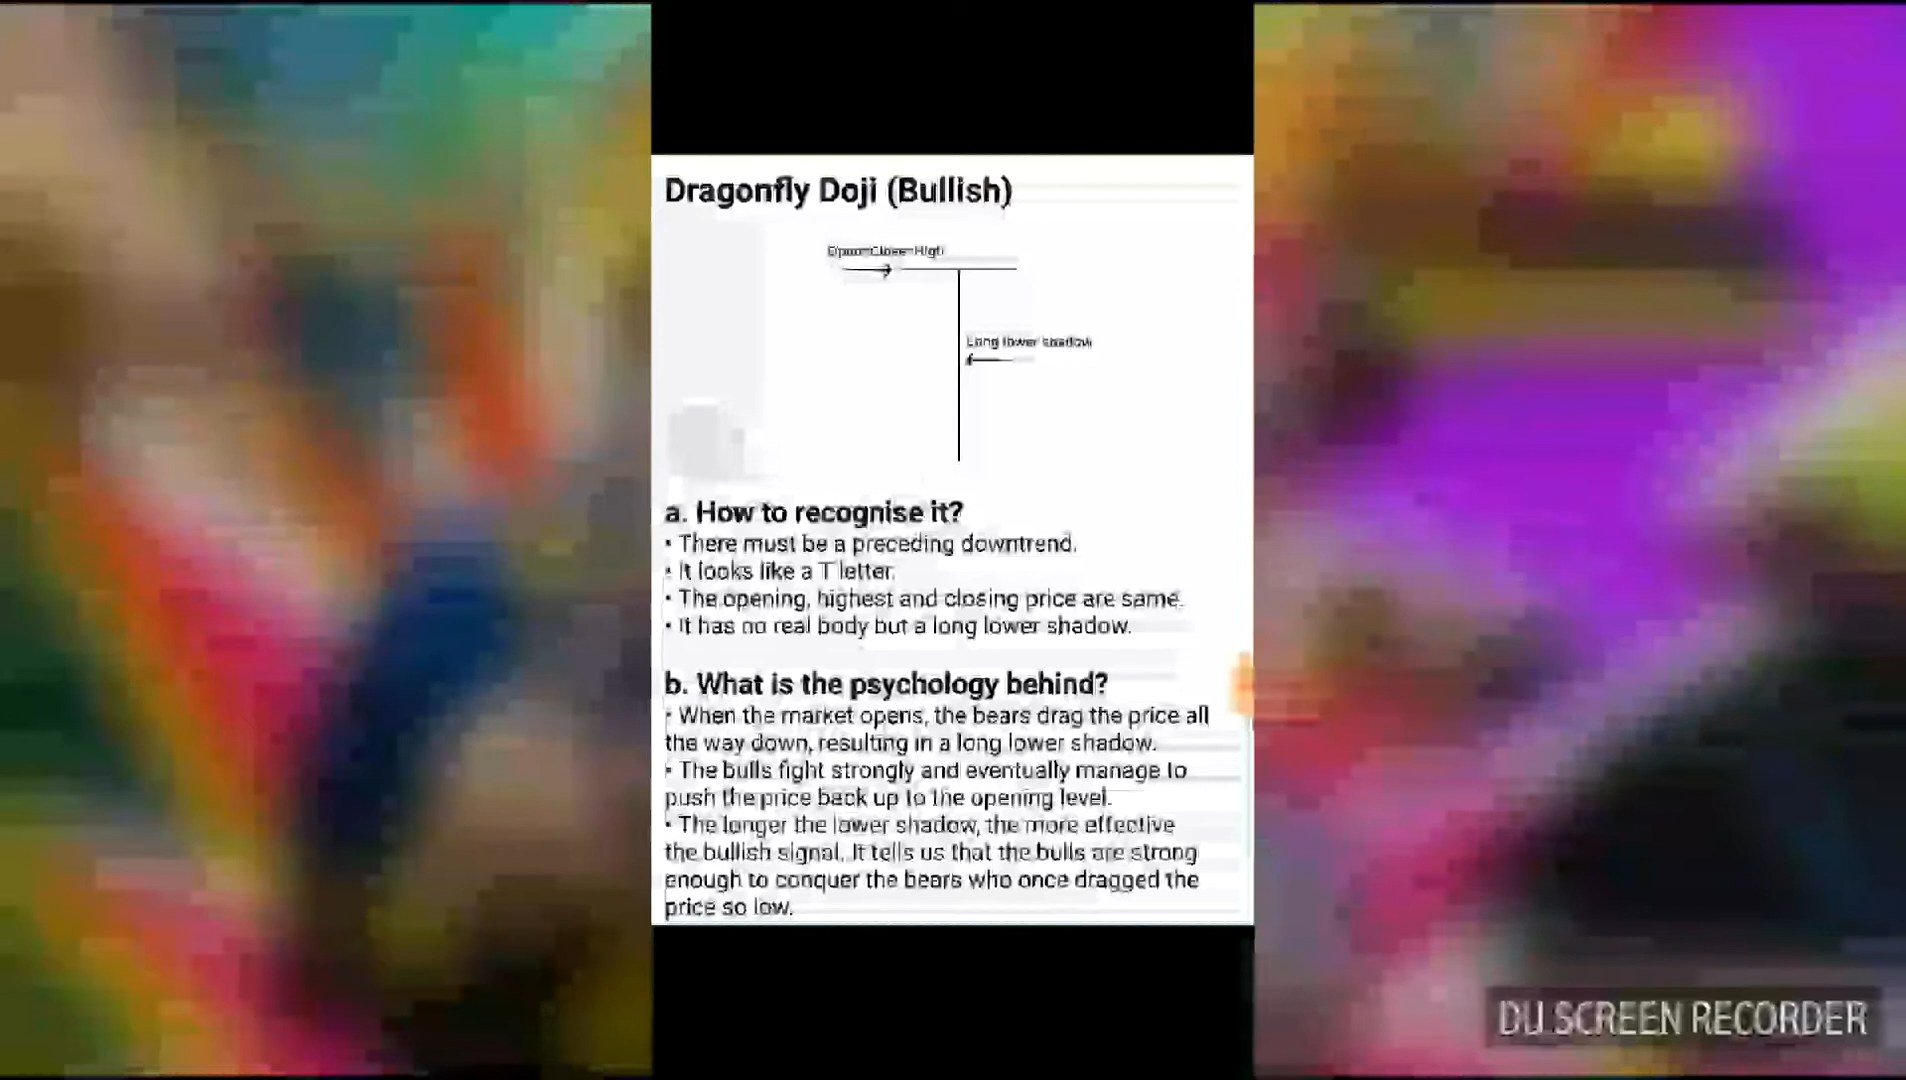 Dragonfly Doji (Bullish)
Open=Close=High
Long lower shadow
a. How to recognise it?
• There must be a preceding downtrend.
• It looks like a T letter.
• The opening, highest and closing price are same.
• It has no real body but a long lower shadow.
b. What is the psychology behind?
• When the market opens, the bears drag the price all
the way down, resulting in a long lower shadow.
• The bulls fight strongly and eventually manage to
push the price back up to the opening level.
• The longer the lower shadow, the more effective
the bullish signal. It tells us that the bulls are strong
enough to conquer the bears who once dragged the
price so low.
DU SCREEN RECORDER